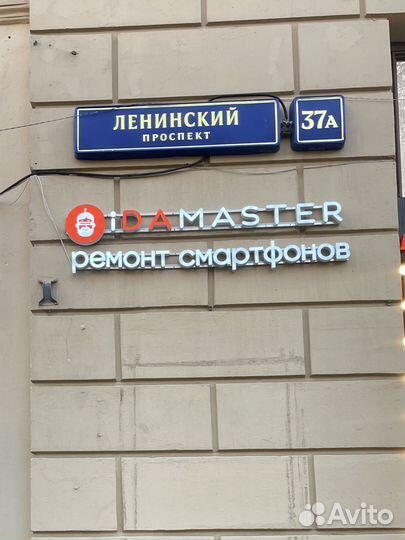 ЛЕНИНСКИЙ
ПРОСПЕКТ
37А
iDAMASTER
ремонт смартфонов
Avito